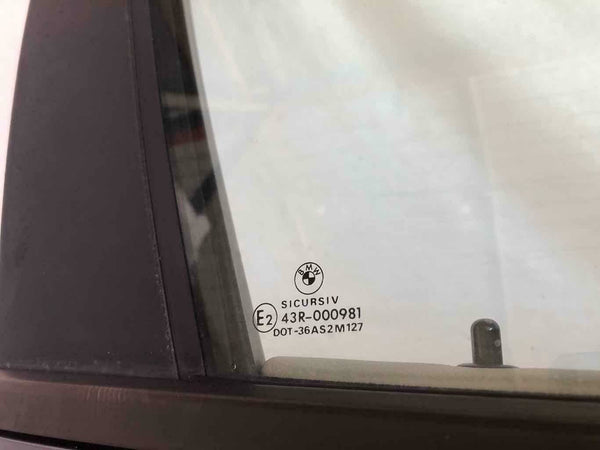 BMW
SICURSIV
E2 43R-000981
DOT-36AS2M127